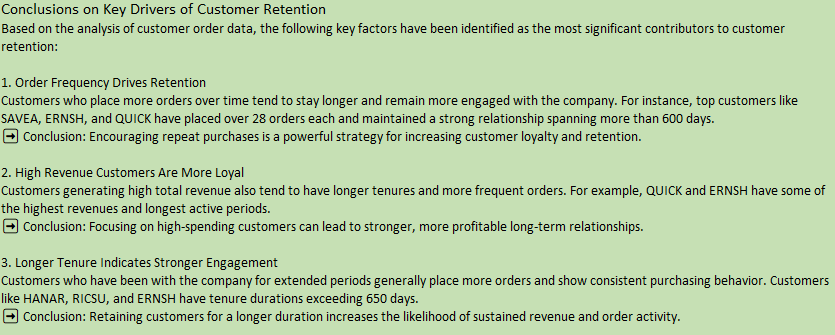 Conclusions on Key Drivers of Customer Retention
Based on the analysis of customer order data, the following key factors have been identified as the most significant contributors to customer
retention:
1. Order Frequency Drives Retention
Customers who place more orders over time tend to stay longer and remain more engaged with the company. For instance, top customers like
SAVEA, ERNSH, and QUICK have placed over 28 orders each and maintained a strong relationship spanning more than 600 days.
➡ Conclusion: Encouraging repeat purchases is a powerful strategy for increasing customer loyalty and retention.
2. High Revenue Customers Are More Loyal
Customers generating high total revenue also tend to have longer tenures and more frequent orders. For example, QUICK and ERNSH have some of
the highest revenues and longest active periods.
➡ Conclusion: Focusing on high-spending customers can lead to stronger, more profitable long-term relationships.
3. Longer Tenure Indicates Stronger Engagement
Customers who have been with the company for extended periods generally place more orders and show consistent purchasing behavior. Customers
like HANAR, RICSU, and ERNSH have tenure durations exceeding 650 days.
➡ Conclusion: Retaining customers for a longer duration increases the likelihood of sustained revenue and order activity.